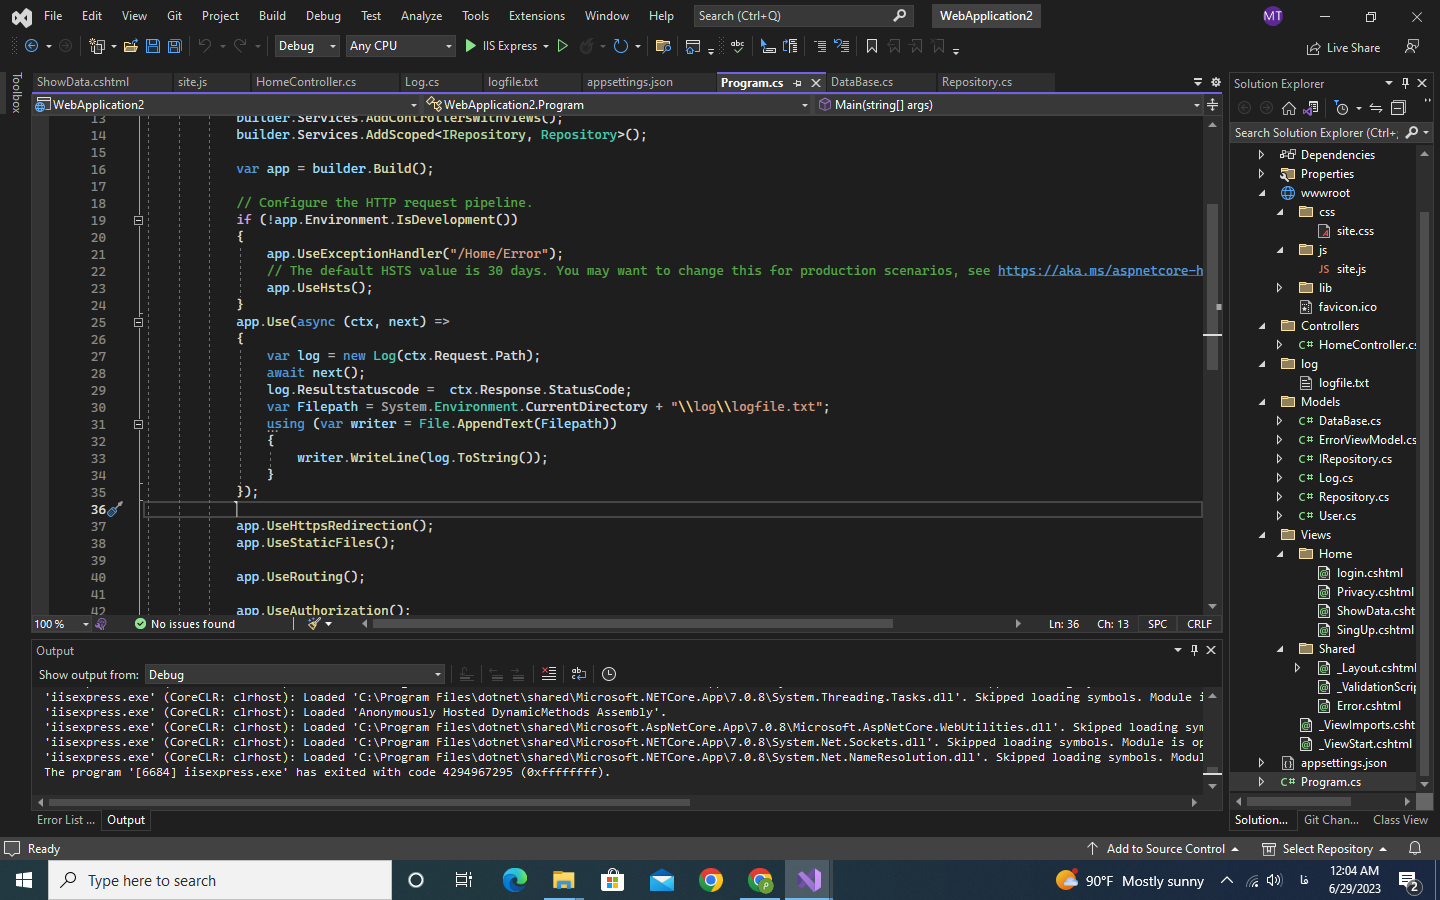 File Edit View Git Project Build Debug Test Analyze Tools Extensions Window Help Search (Ctrl+Q) WebApplication2 MT
Debug Any CPU IIS Express Live Share
Toolbox
ShowData.cshtml site.js HomeController.cs Log.cs logfile.txt appsettings.json Program.cs DataBase.cs Repository.cs
WebApplication2 WebApplication2.Program Main(string[] args)
13 builder.Services.AddControllersWithViews();
14 builder.Services.AddScoped<IRepository, Repository>();
15
16 var app = builder.Build();
17
18 // Configure the HTTP request pipeline.
19 if (!app.Environment.IsDevelopment())
20 {
21 app.UseExceptionHandler("/Home/Error");
22 // The default HSTS value is 30 days. You may want to change this for production scenarios, see https://aka.ms/aspnetcore-h
23 app.UseHsts();
24 }
25 app.Use(async (ctx, next) =>
26 {
27 var log = new Log(ctx.Request.Path);
28 await next();
29 log.Resultstatuscode = ctx.Response.StatusCode;
30 var Filepath = System.Environment.CurrentDirectory + "\\log\\logfile.txt";
31 using (var writer = File.AppendText(Filepath))
32 {
33 writer.WriteLine(log.ToString());
34 }
35 });
36
37 app.UseHttpsRedirection();
38 app.UseStaticFiles();
39
40 app.UseRouting();
41
42 app.UseAuthorization();
100 % No issues found Ln: 36 Ch: 13 SPC CRLF
Output
Show output from: Debug
'iisexpress.exe' (CoreCLR: clrhost): Loaded 'C:\Program Files\dotnet\shared\Microsoft.NETCore.App\7.0.8\System.Threading.Tasks.dll'. Skipped loading symbols. Module i
'iisexpress.exe' (CoreCLR: clrhost): Loaded 'Anonymously Hosted DynamicMethods Assembly'.
'iisexpress.exe' (CoreCLR: clrhost): Loaded 'C:\Program Files\dotnet\shared\Microsoft.AspNetCore.App\7.0.8\Microsoft.AspNetCore.WebUtilities.dll'. Skipped loading sym
'iisexpress.exe' (CoreCLR: clrhost): Loaded 'C:\Program Files\dotnet\shared\Microsoft.NETCore.App\7.0.8\System.Net.Sockets.dll'. Skipped loading symbols. Module is op
'iisexpress.exe' (CoreCLR: clrhost): Loaded 'C:\Program Files\dotnet\shared\Microsoft.NETCore.App\7.0.8\System.Net.NameResolution.dll'. Skipped loading symbols. Modul
The program '[6684] iisexpress.exe' has exited with code 4294967295 (0xffffffff).
Error List ... Output
Solution Explorer
Search Solution Explorer (Ctrl+;
Dependencies
Properties
wwwroot
css
site.css
js
JS site.js
lib
favicon.ico
Controllers
C# HomeController.cs
log
logfile.txt
Models
C# DataBase.cs
C# ErrorViewModel.cs
C# IRepository.cs
C# Log.cs
C# Repository.cs
C# User.cs
Views
Home
login.cshtml
Privacy.cshtml
ShowData.csht
SingUp.cshtml
Shared
_Layout.cshtml
_ValidationScrip
Error.cshtml
_ViewImports.csht
_ViewStart.cshtml
appsettings.json
C# Program.cs
Solution... Git Chan... Class View
Ready Add to Source Control Select Repository
Type here to search 90°F Mostly sunny فا 12:04 AM
6/29/2023 2